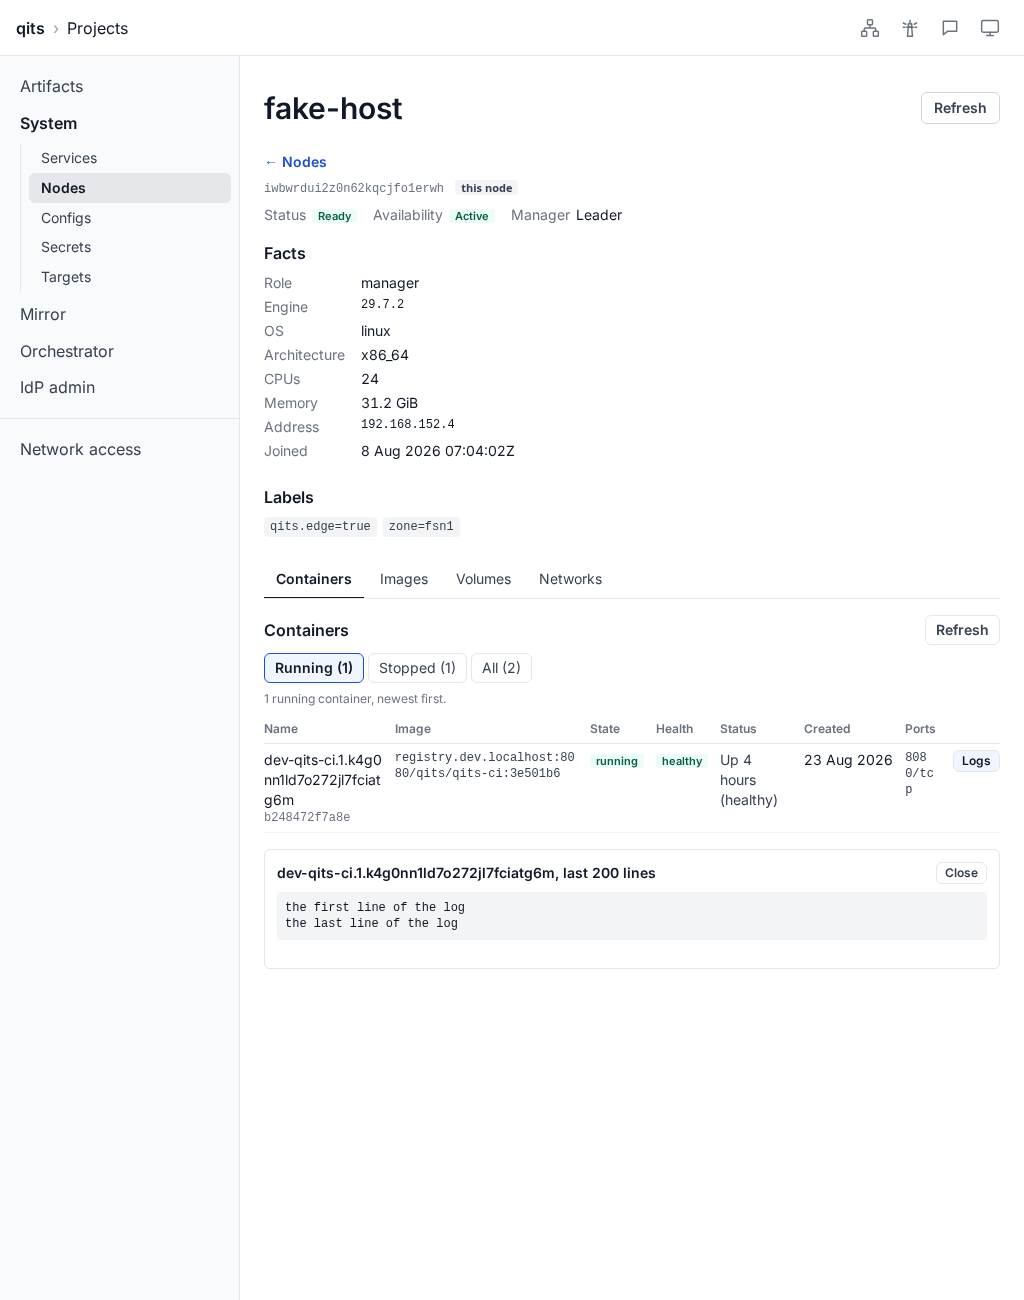 qits › Projects
Artifacts
System
Services
Nodes
Configs
Secrets
Targets
Mirror
Orchestrator
IdP admin
Network access
fake-host
Refresh
← Nodes
iwbwrdui2z0n62kqcjfo1erwh this node
Status Ready Availability Active Manager Leader
Facts
Role manager
Engine 29.7.2
OS linux
Architecture x86_64
CPUs 24
Memory 31.2 GiB
Address 192.168.152.4
Joined 8 Aug 2026 07:04:02Z
Labels
qits.edge=true zone=fsn1
Containers Images Volumes Networks
Containers
Refresh
Running (1) Stopped (1) All (2)
1 running container, newest first.
Name Image State Health Status Created Ports
dev-qits-ci.1.k4g0
nn1ld7o272jl7fciat
g6m
b248472f7a8e
registry.dev.localhost:80
80/qits/qits-ci:3e501b6
running
healthy
Up 4
hours
(healthy)
23 Aug 2026
808
0/tc
p
Logs
dev-qits-ci.1.k4g0nn1ld7o272jl7fciatg6m, last 200 lines
Close
the first line of the log
the last line of the log